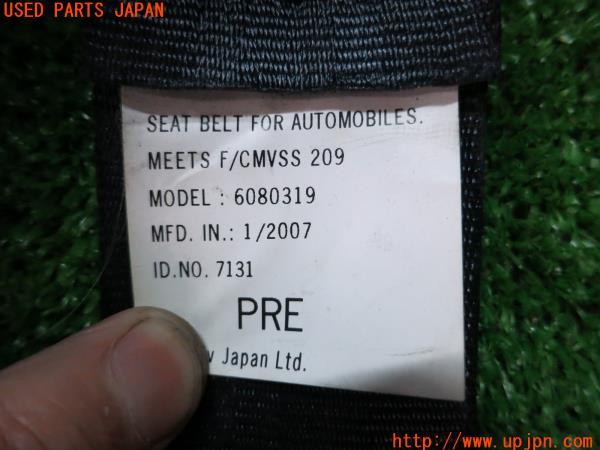 USED PARTS JAPAN
SEAT BELT FOR AUTOMOBILES.
MEETS F/CMVSS 209
MODEL : 6080319
MFD. IN.: 1/2007
ID.NO. 7131
PRE
Japan Ltd.
http://www.upjpn.com/